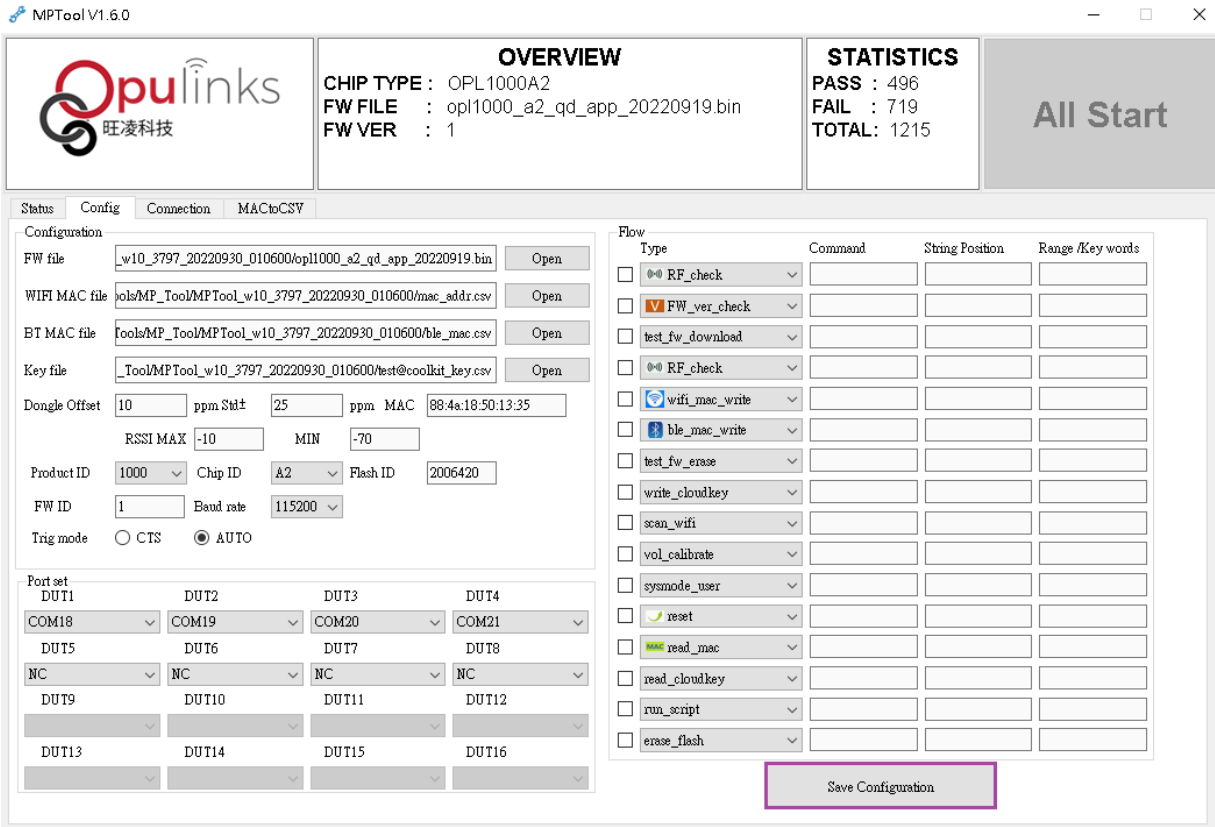 MPTool V1.6.0
Opulinks
旺凌科技
OVERVIEW
CHIP TYPE : OPL1000A2
FW FILE : opl1000_a2_qd_app_20220919.bin
FW VER : 1
STATISTICS
PASS : 496
FAIL : 719
TOTAL: 1215
All Start
Status Config Connection MACtoCSV
Configuration
FW file _w10_3797_20220930_010600/opl1000_a2_qd_app_20220919.bin Open
WIFI MAC file ools/MP_Tool/MPTool_w10_3797_20220930_010600/mac_addr.csv Open
BT MAC file Tools/MP_Tool/MPTool_w10_3797_20220930_010600/ble_mac.csv Open
Key file _Tool/MPTool_w10_3797_20220930_010600/test@coolkit_key.csv Open
Dongle Offset 10 ppm Std± 25 ppm MAC 88:4a:18:50:13:35
RSSI MAX -10 MIN -70
Product ID 1000 Chip ID A2 Flash ID 2006420
FW ID 1 Baud rate 115200
Trig mode CTS AUTO
Port set
DUT1 DUT2 DUT3 DUT4
COM18 COM19 COM20 COM21
DUT5 DUT6 DUT7 DUT8
NC NC NC NC
DUT9 DUT10 DUT11 DUT12
DUT13 DUT14 DUT15 DUT16
Flow
Type Command String Position Range /Key words
RF_check
V FW_ver_check
test_fw_download
RF_check
wifi_mac_write
ble_mac_write
test_fw_erase
write_cloudkey
scan_wifi
vol_calibrate
sysmode_user
reset
MAC read_mac
read_cloudkey
run_script
erase_flash
Save Configuration